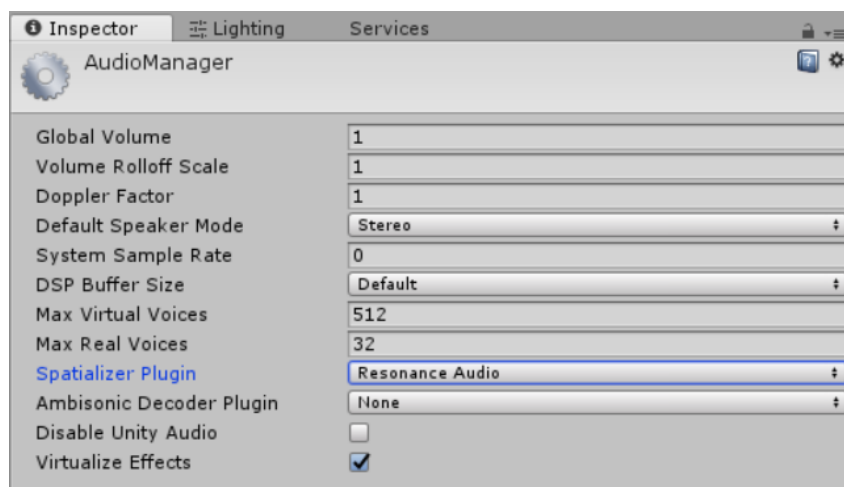 Inspector Lighting Services
AudioManager
Global Volume 1
Volume Rolloff Scale 1
Doppler Factor 1
Default Speaker Mode Stereo
System Sample Rate 0
DSP Buffer Size Default
Max Virtual Voices 512
Max Real Voices 32
Spatializer Plugin Resonance Audio
Ambisonic Decoder Plugin None
Disable Unity Audio
Virtualize Effects